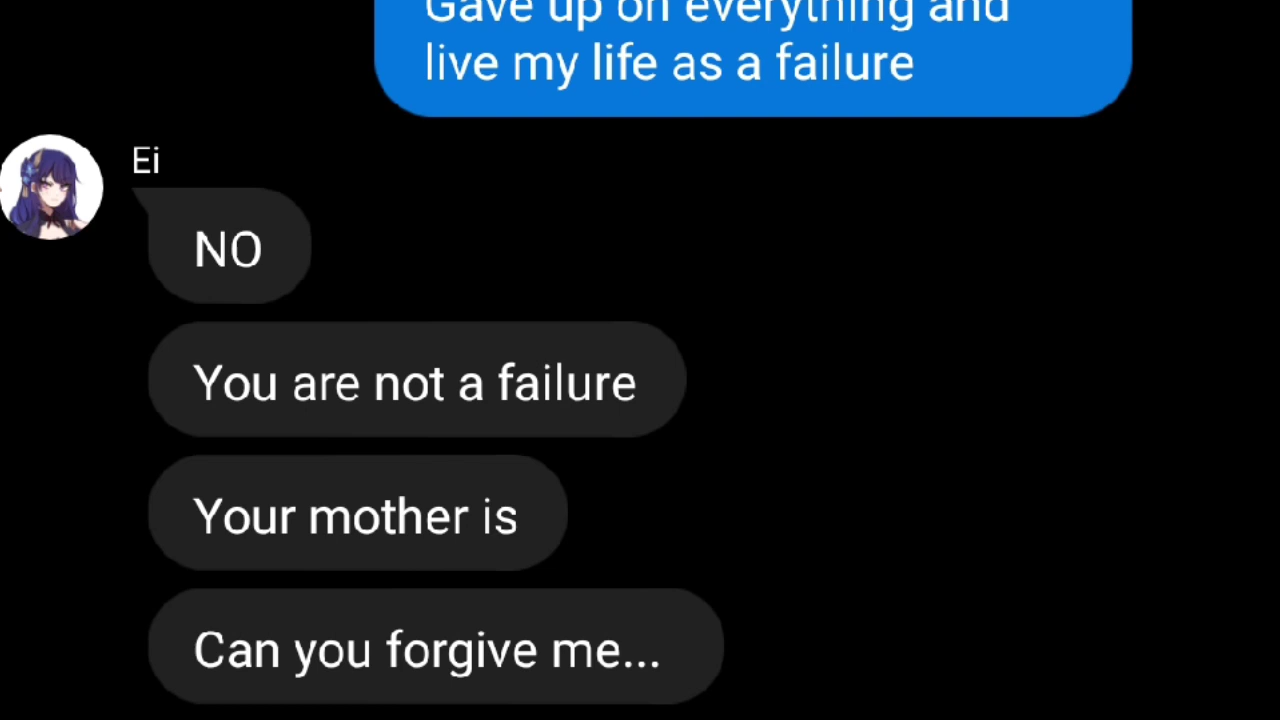 Gave up on everything and
live my life as a failure
Ei
NO
You are not a failure
Your mother is
Can you forgive me...